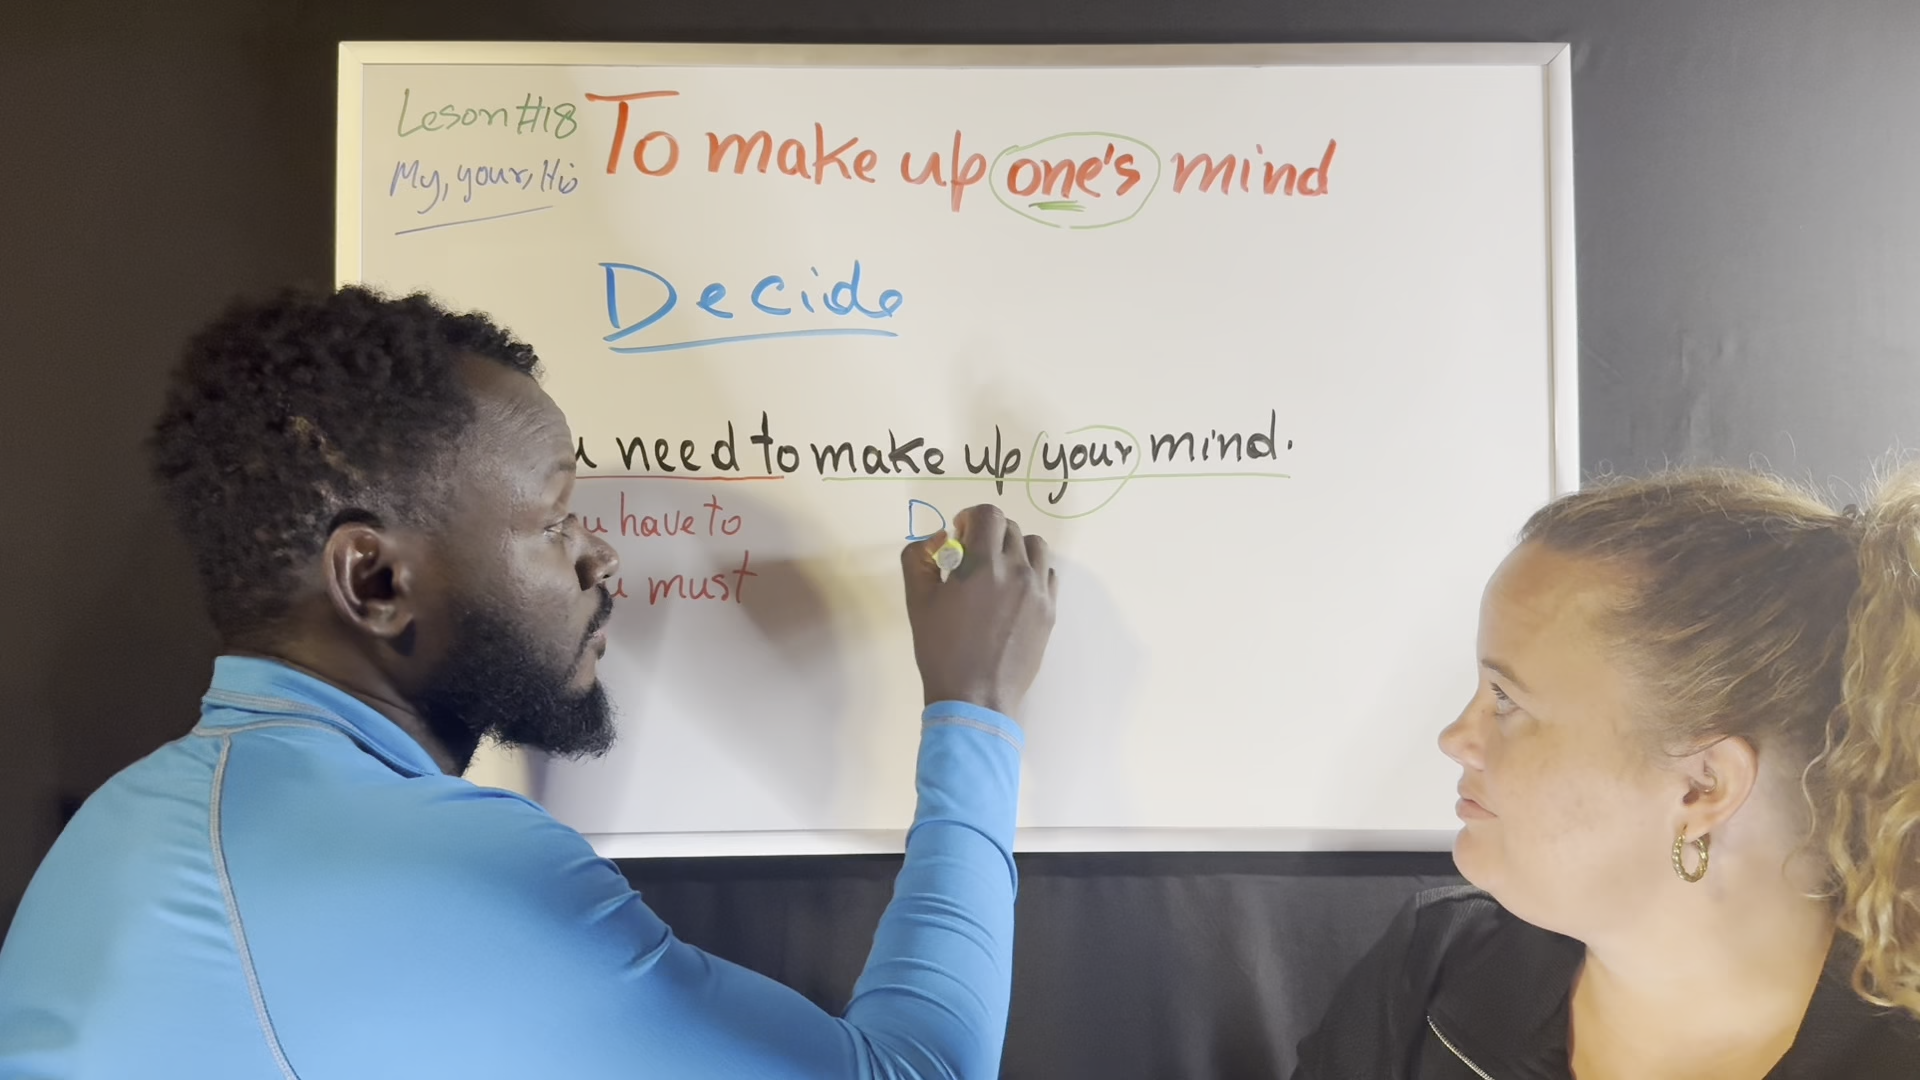 Leson #18
To make up one's mind
My, your, His
Decide
u need to make up your mind.
u have to
D
u must